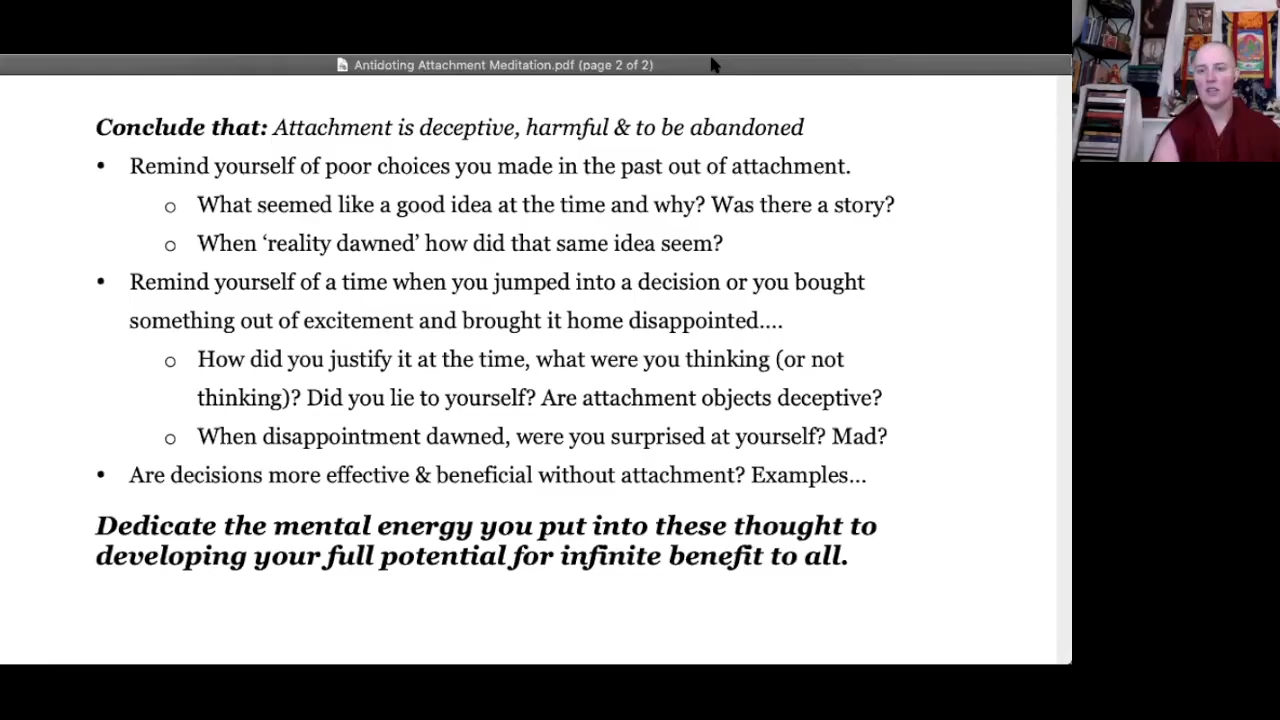 Antidoting Attachment Meditation.pdf (page 2 of 2)
Conclude that: Attachment is deceptive, harmful & to be abandoned
• Remind yourself of poor choices you made in the past out of attachment.
o What seemed like a good idea at the time and why? Was there a story?
o When ‘reality dawned’ how did that same idea seem?
• Remind yourself of a time when you jumped into a decision or you bought
something out of excitement and brought it home disappointed....
o How did you justify it at the time, what were you thinking (or not
thinking)? Did you lie to yourself? Are attachment objects deceptive?
o When disappointment dawned, were you surprised at yourself? Mad?
• Are decisions more effective & beneficial without attachment? Examples...
Dedicate the mental energy you put into these thought to
developing your full potential for infinite benefit to all.